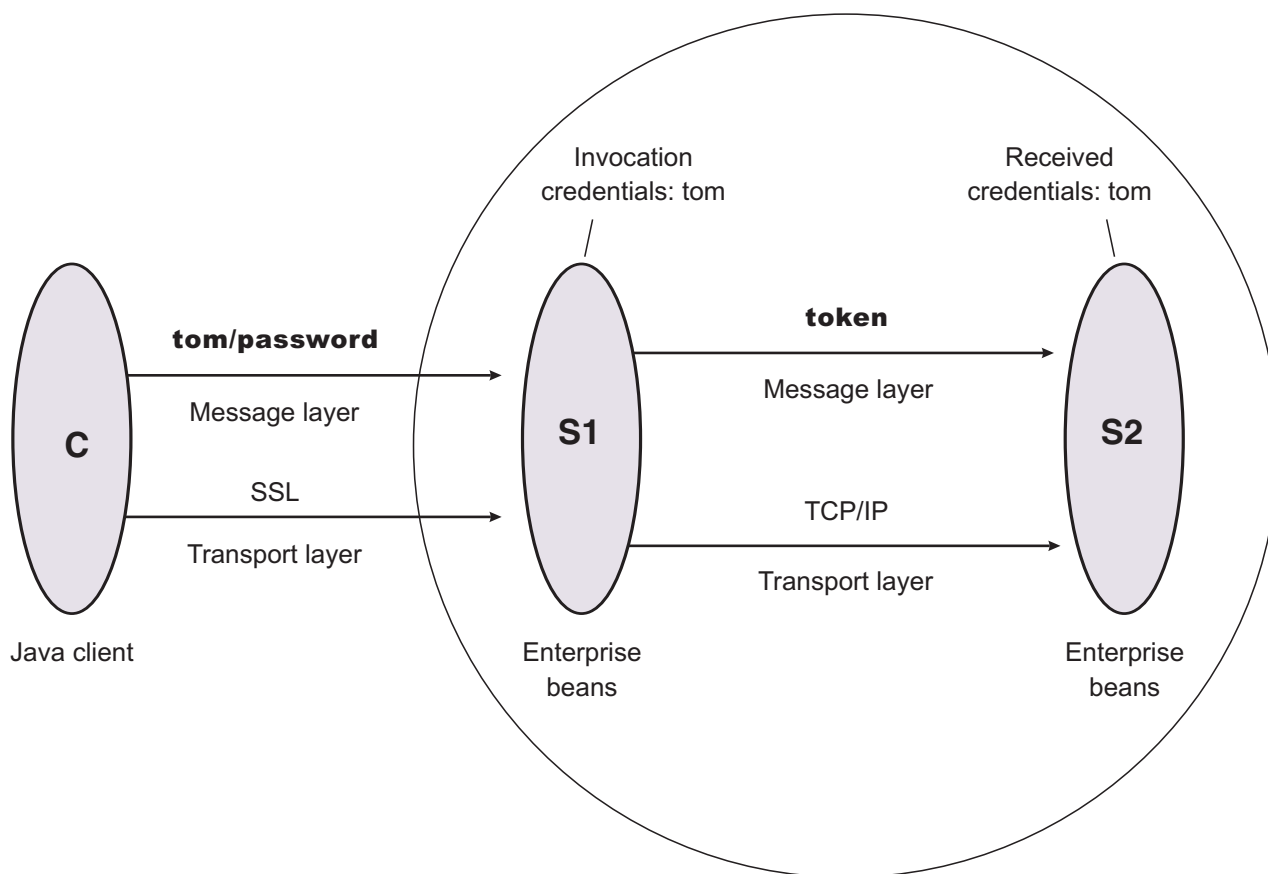 Invocation
credentials: tom
Received
credentials: tom
tom/password
Message layer
token
Message layer
C
S1
S2
SSL
Transport layer
TCP/IP
Transport layer
Java client
Enterprise
beans
Enterprise
beans